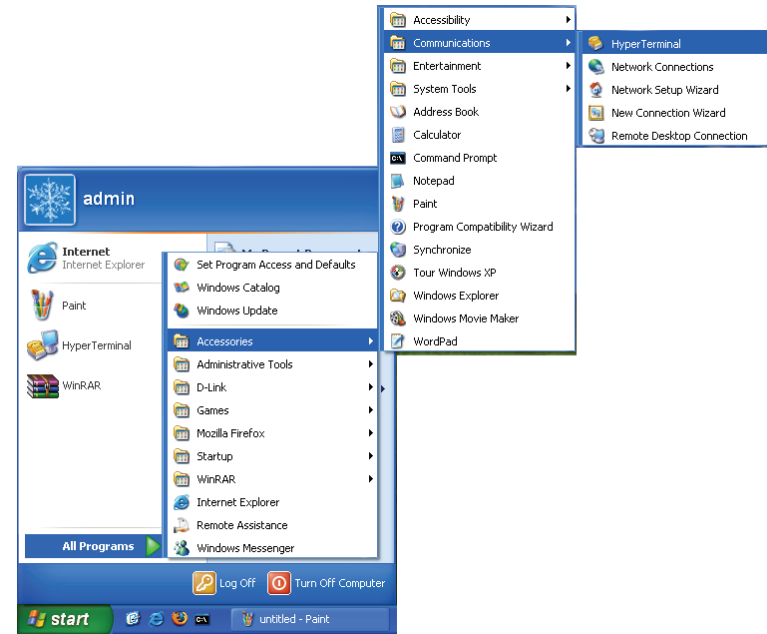 Accessibility
Communications
Entertainment
System Tools
Address Book
Calculator
Command Prompt
Notepad
Paint
Program Compatibility Wizard
Synchronize
Tour Windows XP
Windows Explorer
Windows Movie Maker
WordPad
HyperTerminal
Network Connections
Network Setup Wizard
New Connection Wizard
Remote Desktop Connection
admin
Internet
Internet Explorer
Paint
HyperTerminal
WinRAR
All Programs
Set Program Access and Defaults
Windows Catalog
Windows Update
Accessories
Administrative Tools
D-Link
Games
Mozilla Firefox
Startup
WinRAR
Internet Explorer
Remote Assistance
Windows Messenger
Log Off
Turn Off Computer
start
untitled - Paint